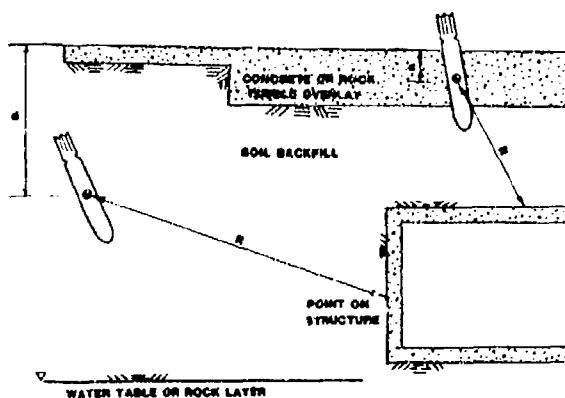 CONCRETE OR ROCK
RUBBLE OVERLAY
SOIL BACKFILL
POINT ON
STRUCTURE
WATER TABLE OR ROCK LAYER